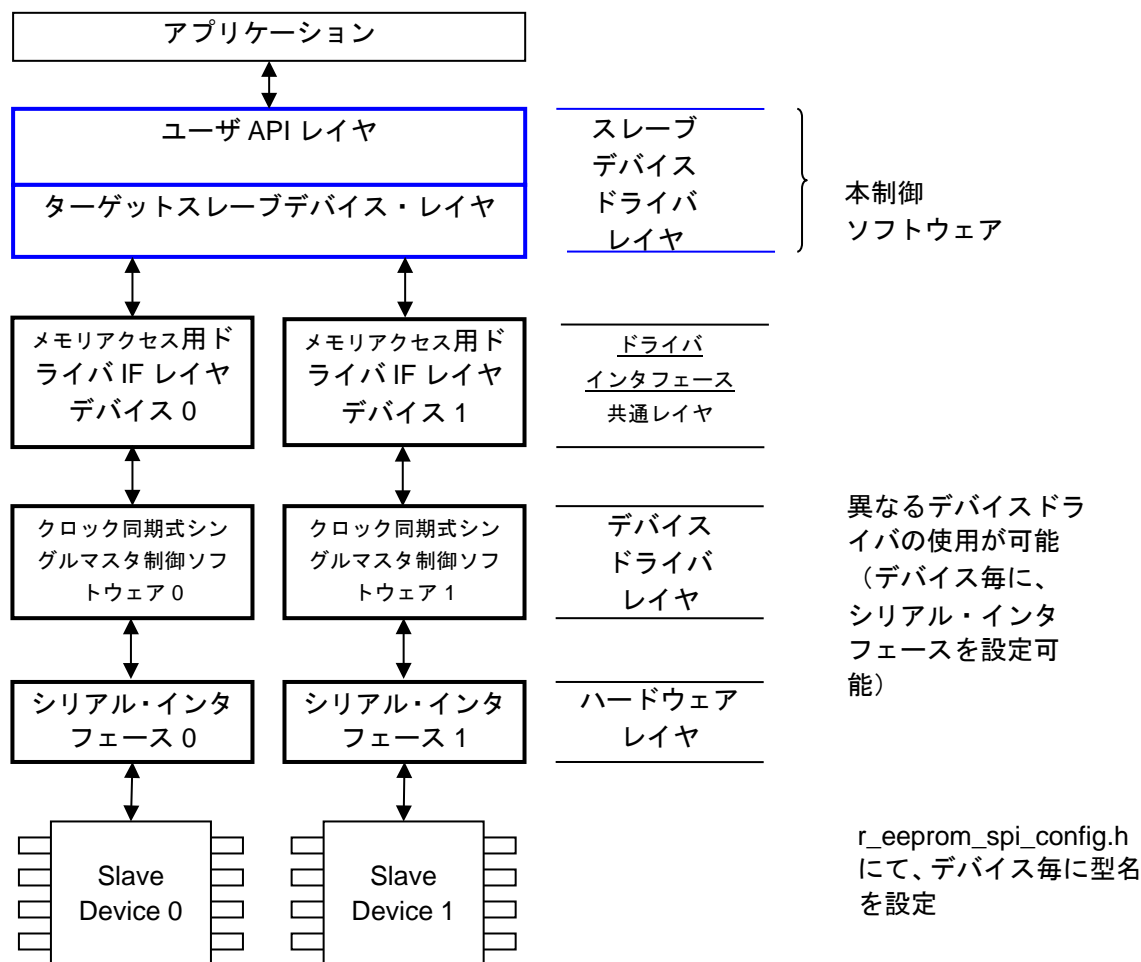 アプリケーション
ユーザ API レイヤ
ターゲットスレーブデバイス・レイヤ
スレーブ
デバイス
ドライバ
レイヤ
本制御
ソフトウェア
メモリアクセス用ド
ライバ IF レイヤ
デバイス 0
メモリアクセス用ド
ライバ IF レイヤ
デバイス 1
ドライバ
インタフェース
共通レイヤ
クロック同期式シン
グルマスタ制御ソフ
トウェア 0
クロック同期式シン
グルマスタ制御ソフ
トウェア 1
デバイス
ドライバ
レイヤ
異なるデバイスドラ
イバの使用が可能
（デバイス毎に、
シリアル・インタ
フェースを設定可
能）
シリアル・インタ
フェース 0
シリアル・インタ
フェース 1
ハードウェア
レイヤ
Slave
Device 0
Slave
Device 1
r_eeprom_spi_config.h
にて、デバイス毎に型名
を設定